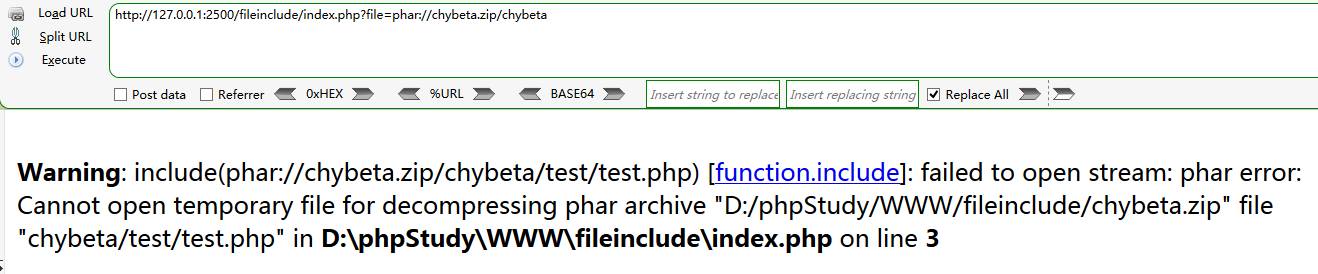 Load URL
http://127.0.0.1:2500/fileinclude/index.php?file=phar://chybeta.zip/chybeta
Split URL
Execute
Post data Referrer 0xHEX %URL BASE64 Insert string to replace Insert replacing string Replace All
Warning: include(phar://chybeta.zip/chybeta/test/test.php) [function.include]: failed to open stream: phar error:
Cannot open temporary file for decompressing phar archive "D:/phpStudy/WWW/fileinclude/chybeta.zip" file
"chybeta/test/test.php" in D:\phpStudy\WWW\fileinclude\index.php on line 3